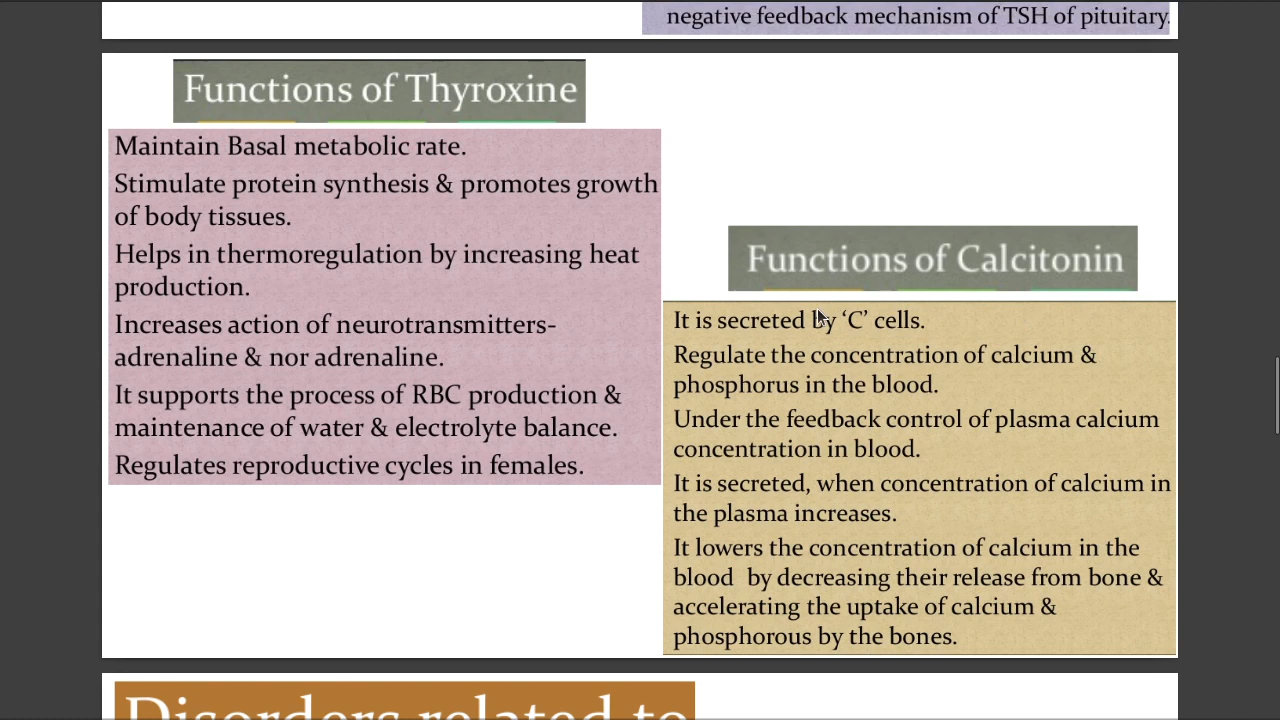 negative feedback mechanism of TSH of pituitary.
Functions of Thyroxine
Maintain Basal metabolic rate.
Stimulate protein synthesis & promotes growth
of body tissues.
Helps in thermoregulation by increasing heat
production.
Increases action of neurotransmitters-
adrenaline & nor adrenaline.
It supports the process of RBC production &
maintenance of water & electrolyte balance.
Regulates reproductive cycles in females.
Functions of Calcitonin
It is secreted by ‘C’ cells.
Regulate the concentration of calcium &
phosphorus in the blood.
Under the feedback control of plasma calcium
concentration in blood.
It is secreted, when concentration of calcium in
the plasma increases.
It lowers the concentration of calcium in the
blood by decreasing their release from bone &
accelerating the uptake of calcium &
phosphorous by the bones.
Disorders related to